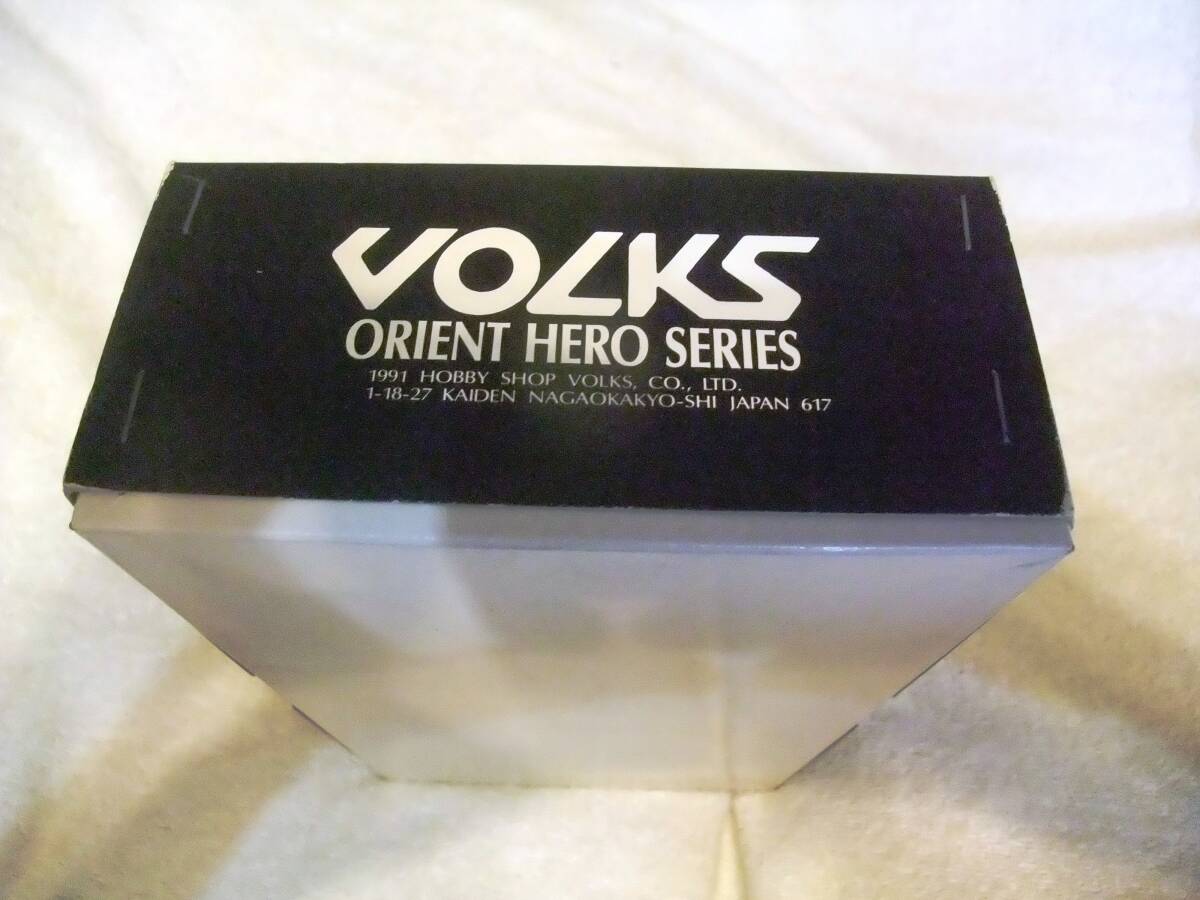 VOLKS
ORIENT HERO SERIES
1991 HOBBY SHOP VOLKS, CO., LTD.
1-18-27 KAIDEN NAGAOKAKYO-SHI JAPAN 617